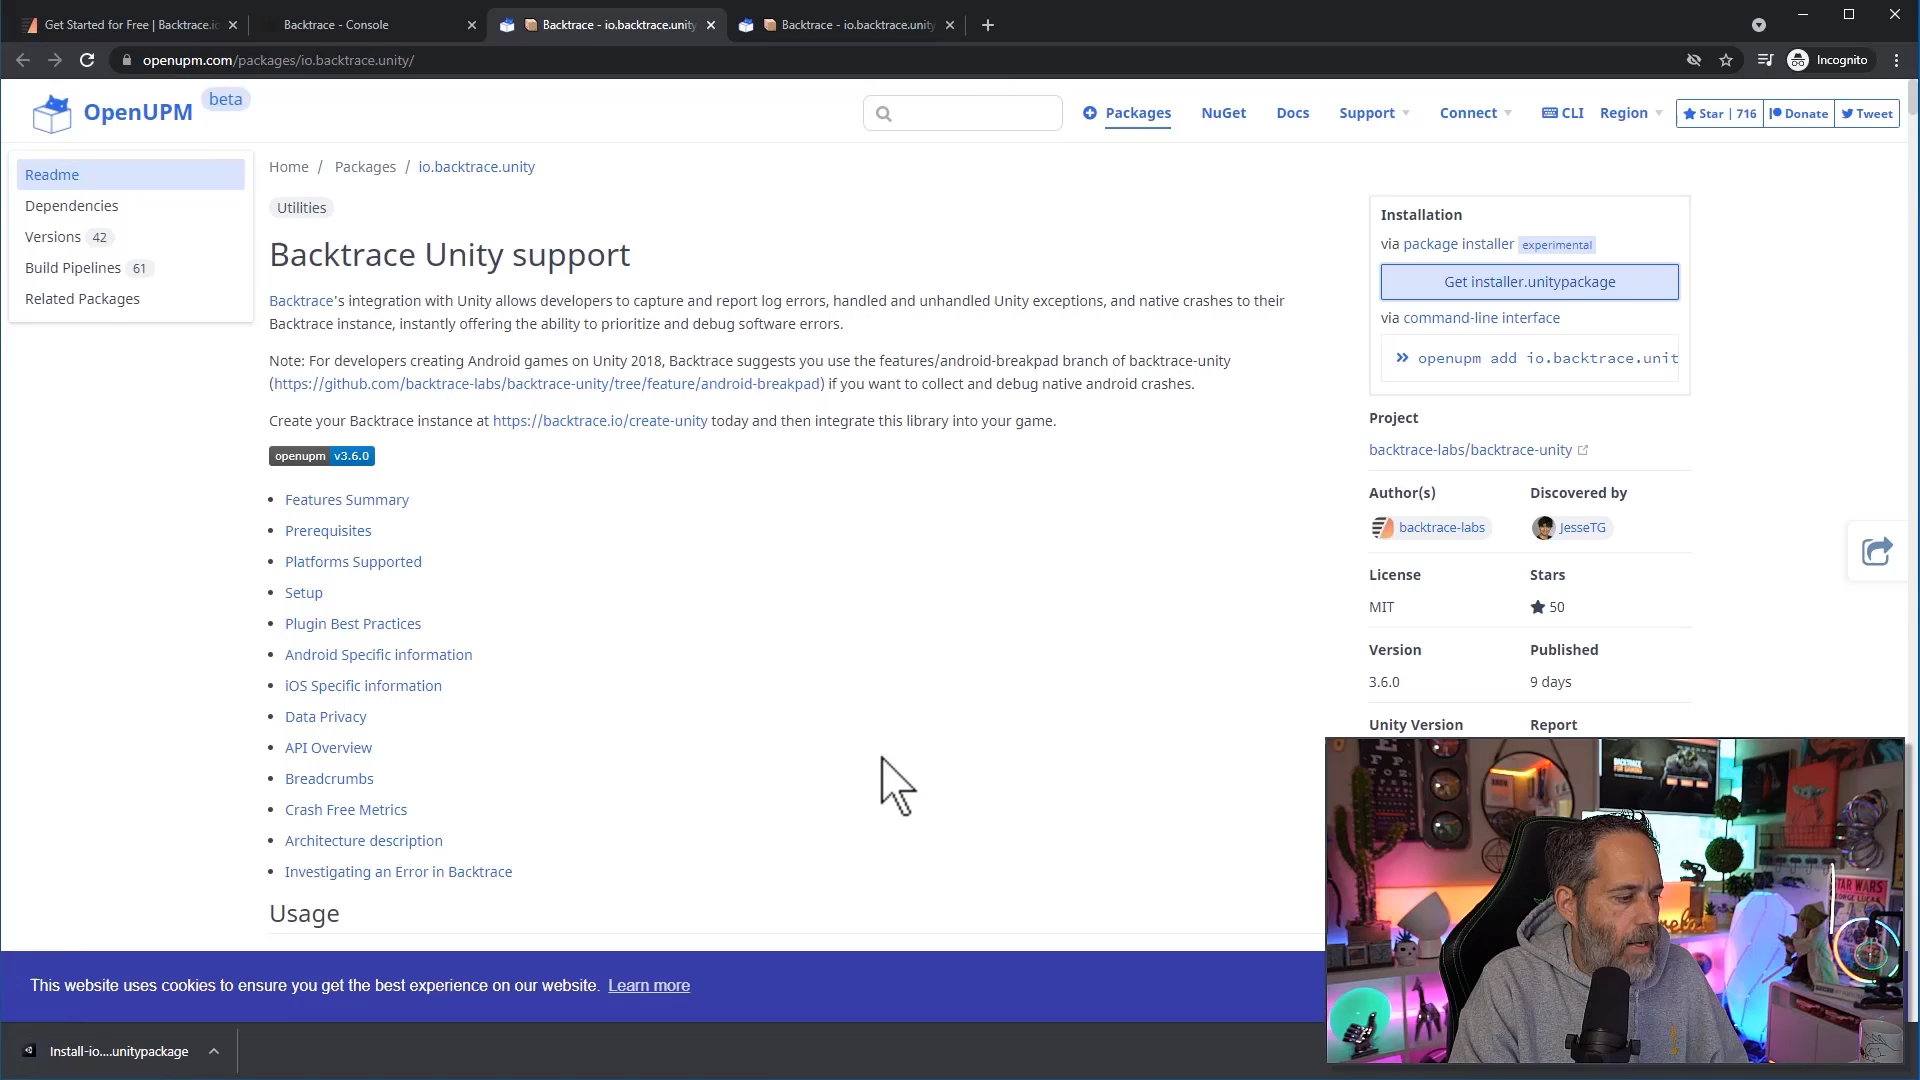 Get Started for Free | Backtrace.io
Backtrace - Console
Backtrace - io.backtrace.unity
Backtrace - io.backtrace.unity
openupm.com/packages/io.backtrace.unity/
Incognito
OpenUPM beta
Packages
NuGet
Docs
Support
Connect
CLI
Region
Star | 716
Donate
Tweet
Readme
Dependencies
Versions 42
Build Pipelines 61
Related Packages
Home / Packages / io.backtrace.unity
Utilities
Backtrace Unity support
Backtrace's integration with Unity allows developers to capture and report log errors, handled and unhandled Unity exceptions, and native crashes to their
Backtrace instance, instantly offering the ability to prioritize and debug software errors.
Note: For developers creating Android games on Unity 2018, Backtrace suggests you use the features/android-breakpad branch of backtrace-unity
(https://github.com/backtrace-labs/backtrace-unity/tree/feature/android-breakpad) if you want to collect and debug native android crashes.
Create your Backtrace instance at https://backtrace.io/create-unity today and then integrate this library into your game.
openupm v3.6.0
Features Summary
Prerequisites
Platforms Supported
Setup
Plugin Best Practices
Android Specific information
iOS Specific information
Data Privacy
API Overview
Breadcrumbs
Crash Free Metrics
Architecture description
Investigating an Error in Backtrace
Usage
Installation
via package installer experimental
Get installer.unitypackage
via command-line interface
openupm add io.backtrace.unit
Project
backtrace-labs/backtrace-unity
Author(s)
Discovered by
backtrace-labs
JesseTG
License
Stars
MIT
50
Version
Published
3.6.0
9 days
Unity Version
Report
BACKTRACE
FOR GAMING
STAR WARS
This website uses cookies to ensure you get the best experience on our website. Learn more
Install-io....unitypackage